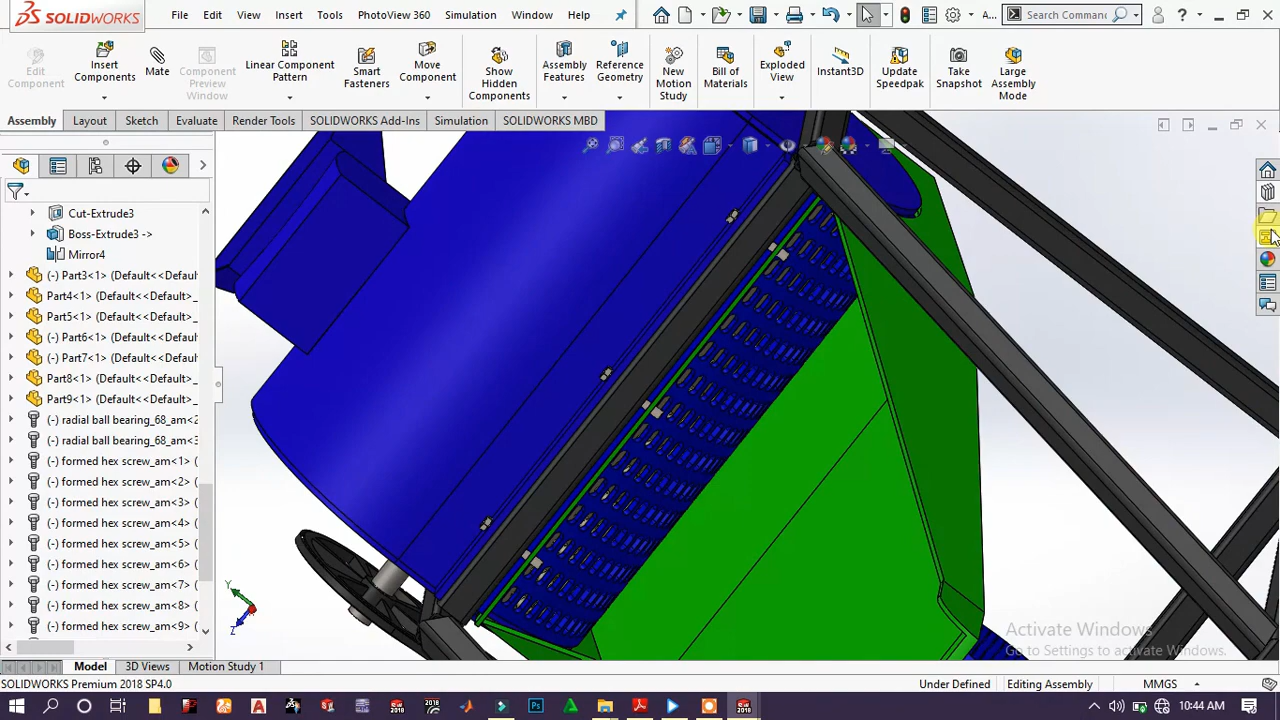 SOLIDWORKS
File Edit View Insert Tools PhotoView 360 Simulation Window Help
A...
Search Comman
?
Edit Component
Insert Components
Mate
Component Preview Window
Linear Component Pattern
Smart Fasteners
Move Component
Show Hidden Components
Assembly Features
Reference Geometry
New Motion Study
Bill of Materials
Exploded View
Instant3D
Update Speedpak
Take Snapshot
Large Assembly Mode
Assembly Layout Sketch Evaluate Render Tools SOLIDWORKS Add-Ins Simulation SOLIDWORKS MBD
Cut-Extrude3
Boss-Extrude3 ->
Mirror4
(-) Part3<1> (Default<<Default>
Part4<1> (Default<<Default>_
Part5<1> (Default<<Default>_
(-) Part6<1> (Default<<Default>
(-) Part7<1> (Default<<Default>
Part8<1> (Default<<Default>_
Part9<1> (Default<<Default>_
(-) radial ball bearing_68_am<2
(-) radial ball bearing_68_am<3
(-) formed hex screw_am<1> (
(-) formed hex screw_am<2> (
(-) formed hex screw_am<3> (
(-) formed hex screw_am<4> (
(-) formed hex screw_am<5> (
(-) formed hex screw_am<6> (
(-) formed hex screw_am<7> (
(-) formed hex screw_am<8> (
(-) formed hex screw_am<9> (
Y
Z
Activate Windows
Go to Settings to activate Windows.
Model 3D Views Motion Study 1
SOLIDWORKS Premium 2018 SP4.0
Under Defined Editing Assembly MMGS
10:44 AM